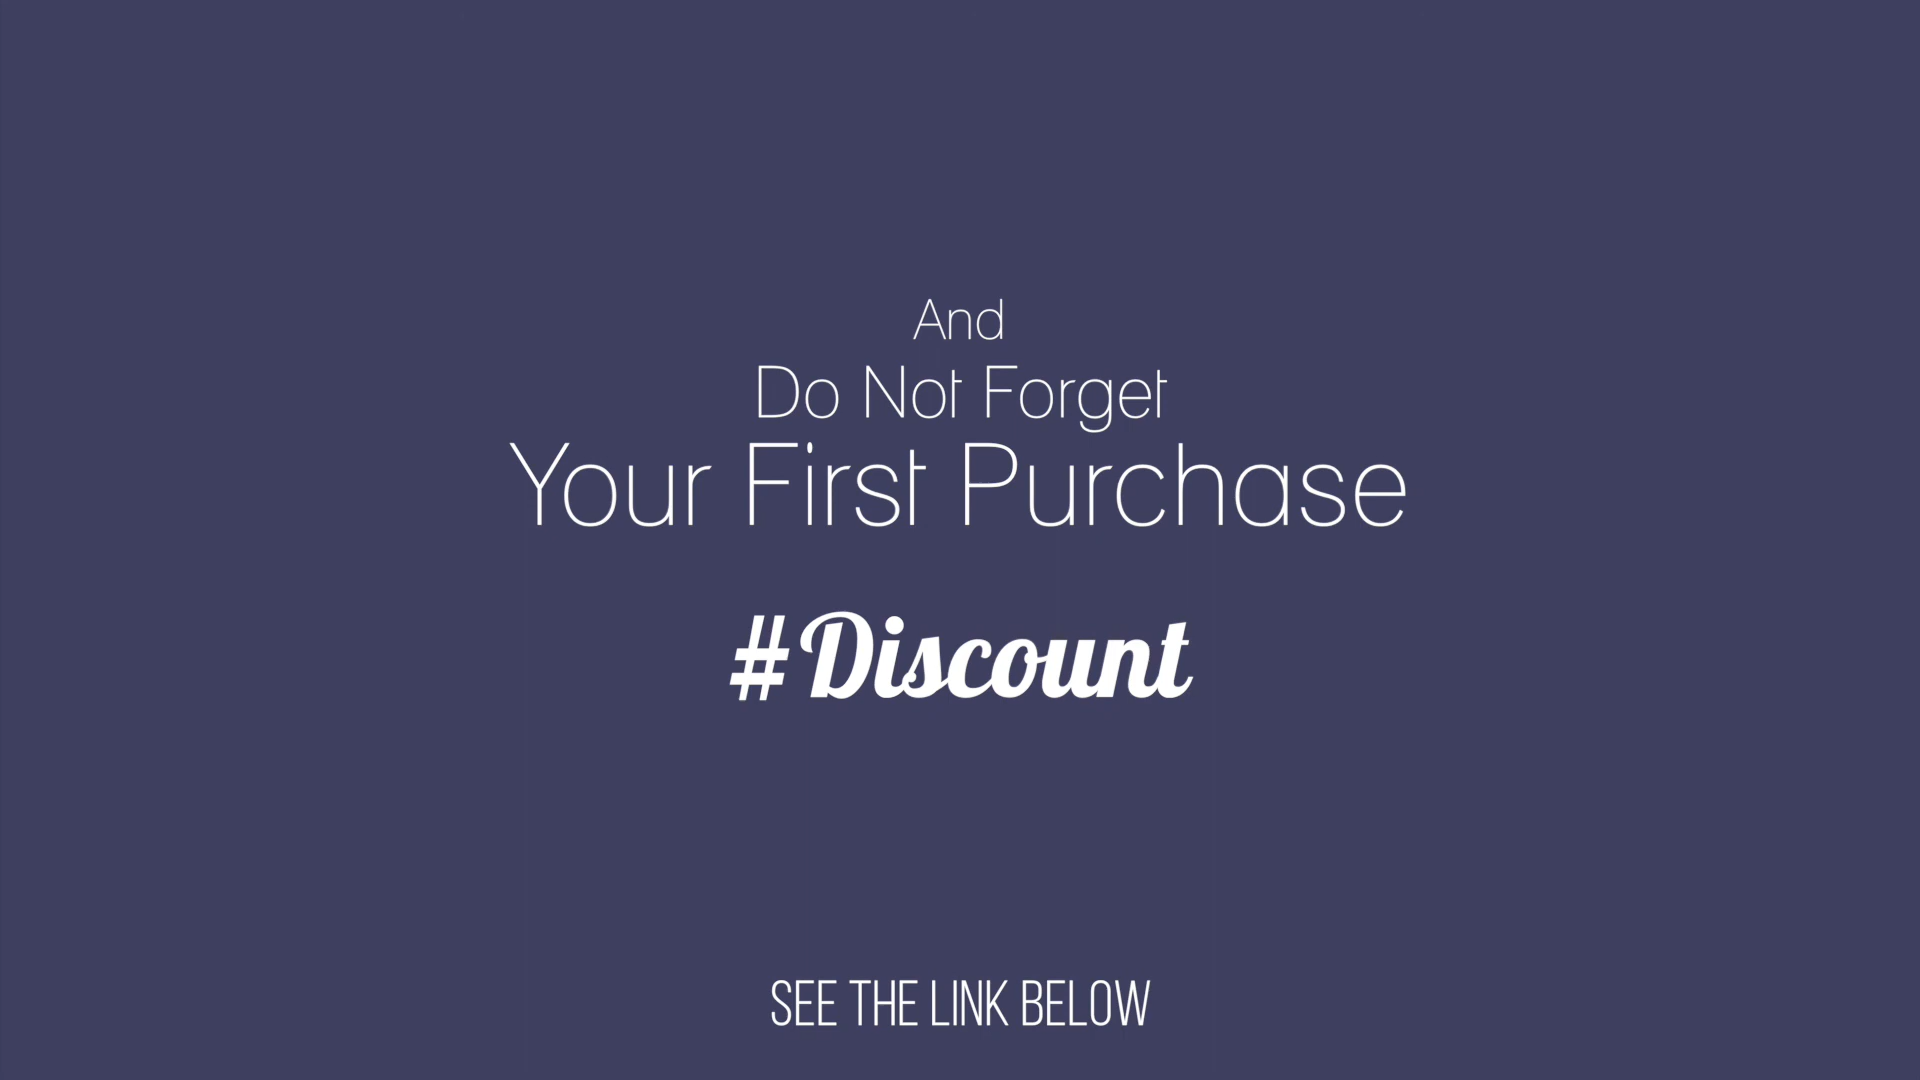 And
Do Not Forget
Your First Purchase
#Discount
SEE THE LINK BELOW